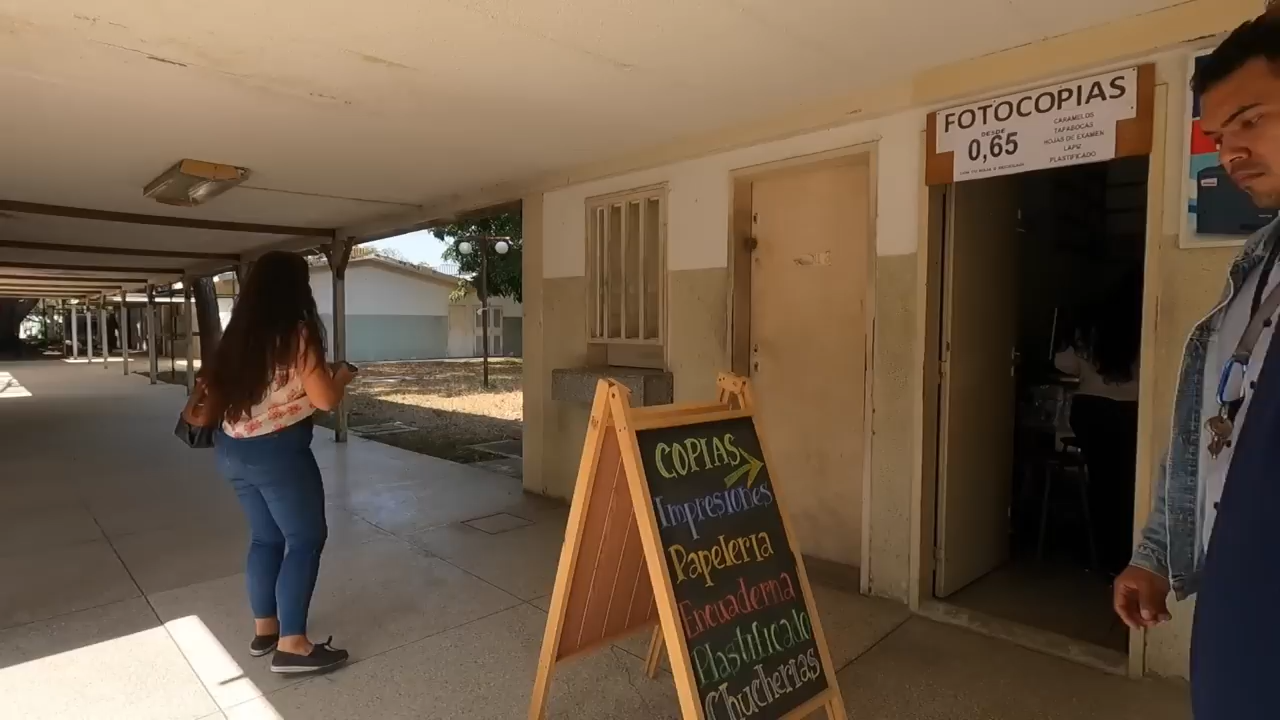 FOTOCOPIAS
DESDE
0,65
CARAMELOS
TAPABOCAS
HOJAS DE EXAMEN
LAPIZ
PLASTIFICADO
COPIAS
Impresiones
Papeleria
Encuaderna
Plastificado
Chucherias